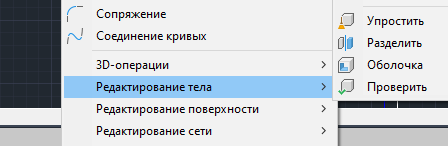 Сопряжение
Соединение кривых
3D-операции
Редактирование тела
Редактирование поверхности
Редактирование сети
Упростить
Разделить
Оболочка
Проверить